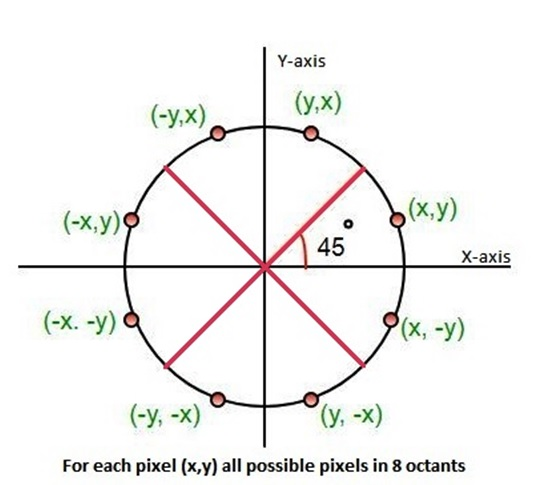 Y-axis
(-y,x)
(y,x)
(-x,y)
(x,y)
45°
X-axis
(-x. -y)
(x, -y)
(-y, -x)
(y, -x)
For each pixel (x,y) all possible pixels in 8 octants